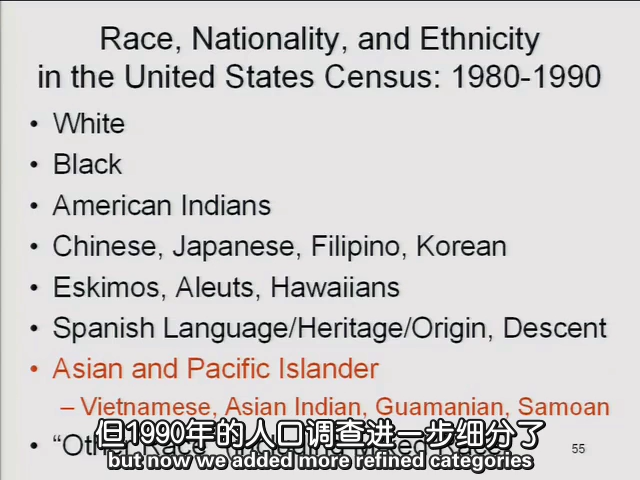 Race, Nationality, and Ethnicity
in the United States Census: 1980-1990
• White
• Black
• American Indians
• Chinese, Japanese, Filipino, Korean
• Eskimos, Aleuts, Hawaiians
• Spanish Language/Heritage/Origin, Descent
• Asian and Pacific Islander
– Vietnamese, Asian Indian, Guamanian, Samoan
• “Other Race”
55
但1990年的人口调查进一步细分了
but now we added more refined categories